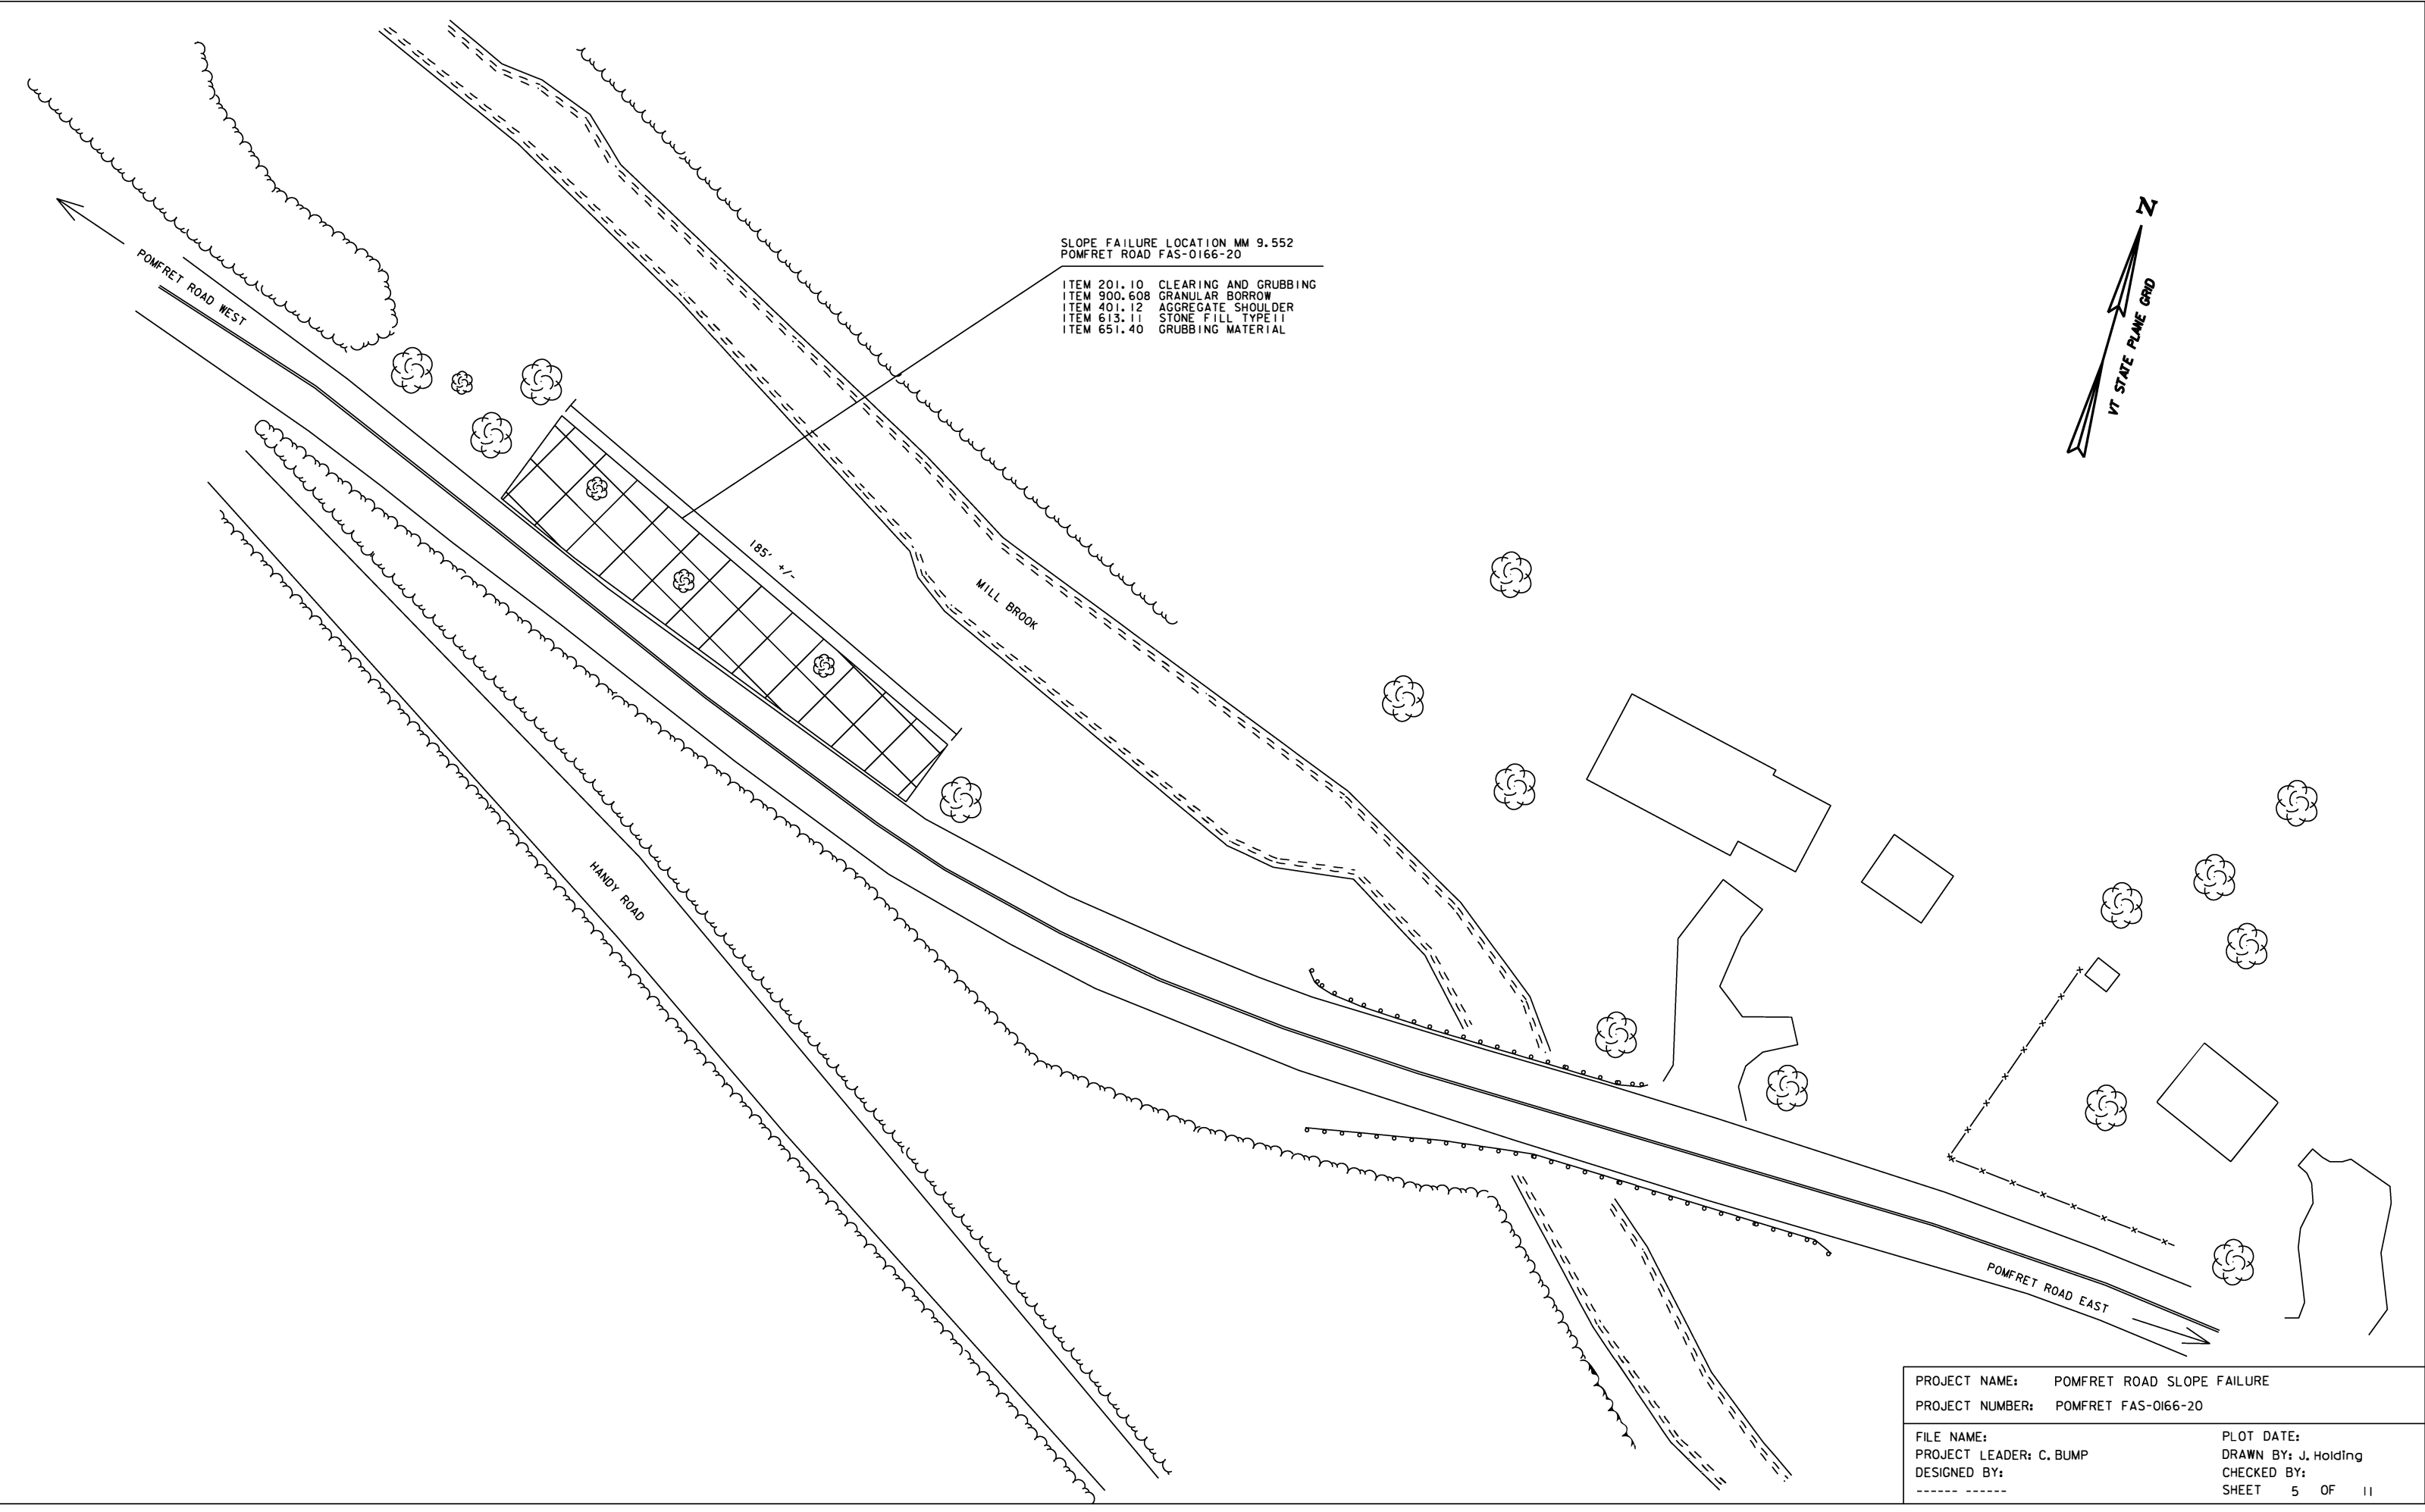 SLOPE FAILURE LOCATION MM 9.552
POMFRET ROAD FAS-0166-20
ITEM 201.10 CLEARING AND GRUBBING
ITEM 900.608 GRANULAR BORROW
ITEM 401.12 AGGREGATE SHOULDER
ITEM 613.11 STONE FILL TYPEII
ITEM 651.40 GRUBBING MATERIAL
N
VT STATE PLANE GRID
POMFRET ROAD WEST
185' +/-
MILL BROOK
HANDY ROAD
POMFRET ROAD EAST
PROJECT NAME: POMFRET ROAD SLOPE FAILURE
PROJECT NUMBER: POMFRET FAS-0166-20
FILE NAME: PLOT DATE:
PROJECT LEADER: C. BUMP DRAWN BY: J. Holding
DESIGNED BY: CHECKED BY:
------ ------ SHEET 5 OF 11